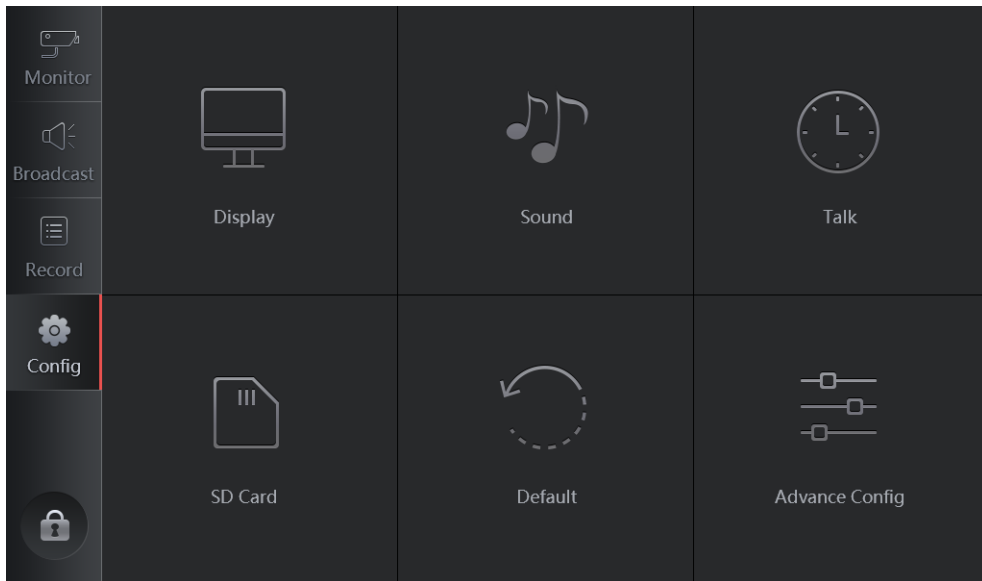 Monitor
Broadcast
Record
Config
Display
Sound
Talk
SD Card
Default
Advance Config